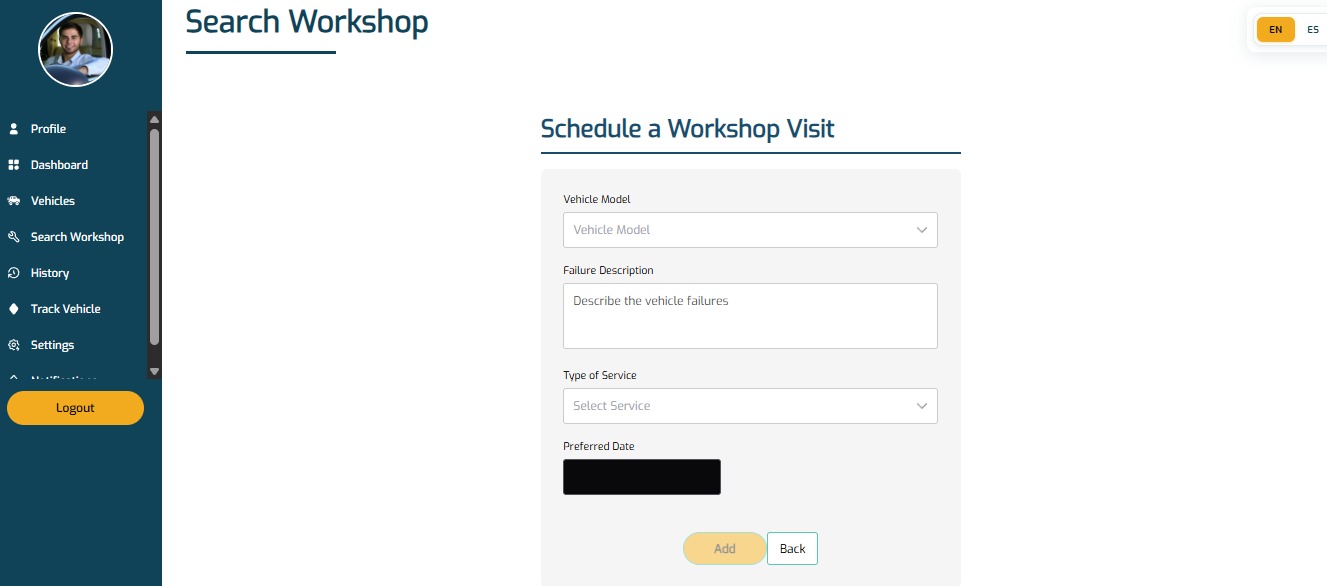 Search Workshop
EN ES
Profile
Dashboard
Vehicles
Search Workshop
History
Track Vehicle
Settings
Notifications
Logout
Schedule a Workshop Visit
Vehicle Model
Vehicle Model
Failure Description
Describe the vehicle failures
Type of Service
Select Service
Preferred Date
Add Back